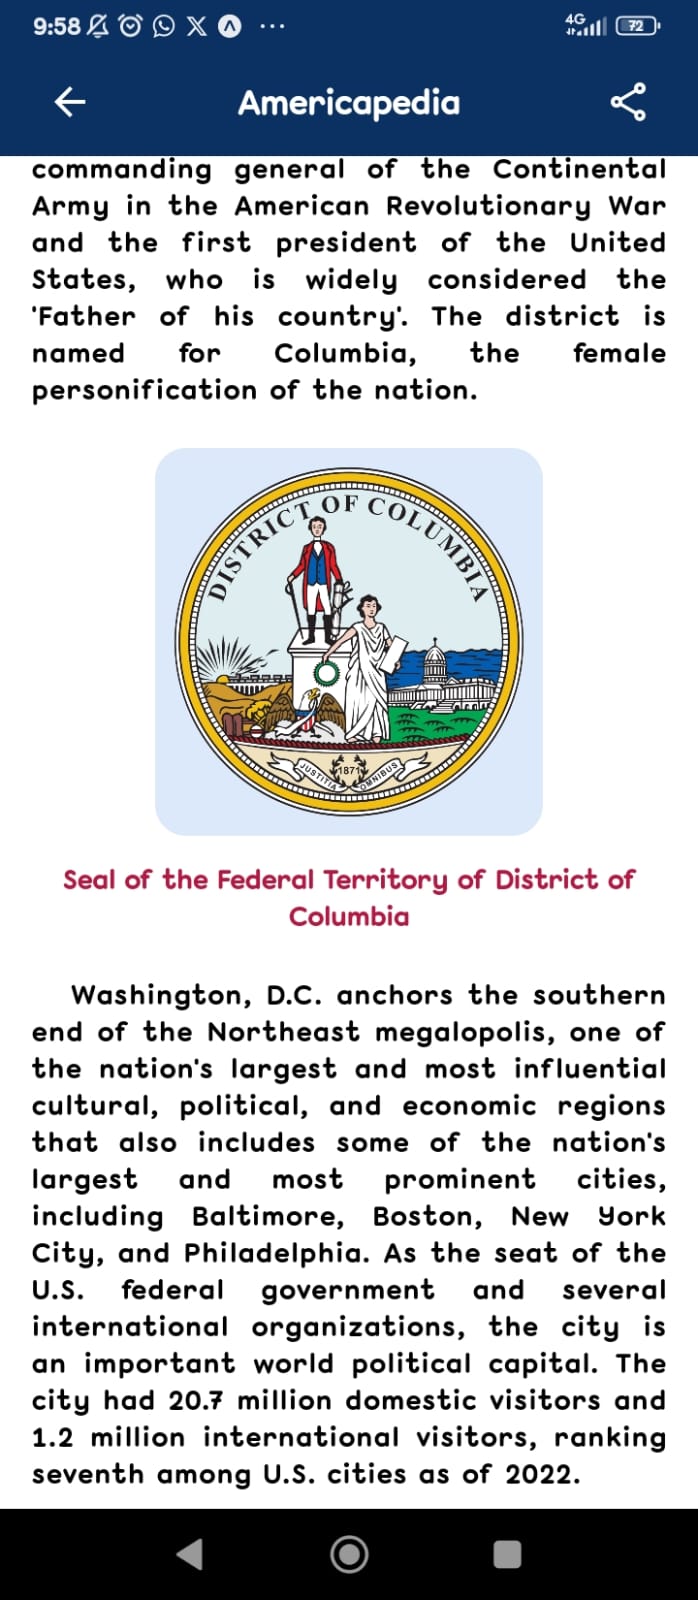 9:58
4G
72
Americapedia
commanding general of the Continental
Army in the American Revolutionary War
and the first president of the United
States, who is widely considered the
'Father of his country'. The district is
named for Columbia, the female
personification of the nation.
DISTRICT OF COLUMBIA
JUSTITIA 1871 OMNIBUS
Seal of the Federal Territory of District of
Columbia
Washington, D.C. anchors the southern
end of the Northeast megalopolis, one of
the nation's largest and most influential
cultural, political, and economic regions
that also includes some of the nation's
largest and most prominent cities,
including Baltimore, Boston, New York
City, and Philadelphia. As the seat of the
U.S. federal government and several
international organizations, the city is
an important world political capital. The
city had 20.7 million domestic visitors and
1.2 million international visitors, ranking
seventh among U.S. cities as of 2022.